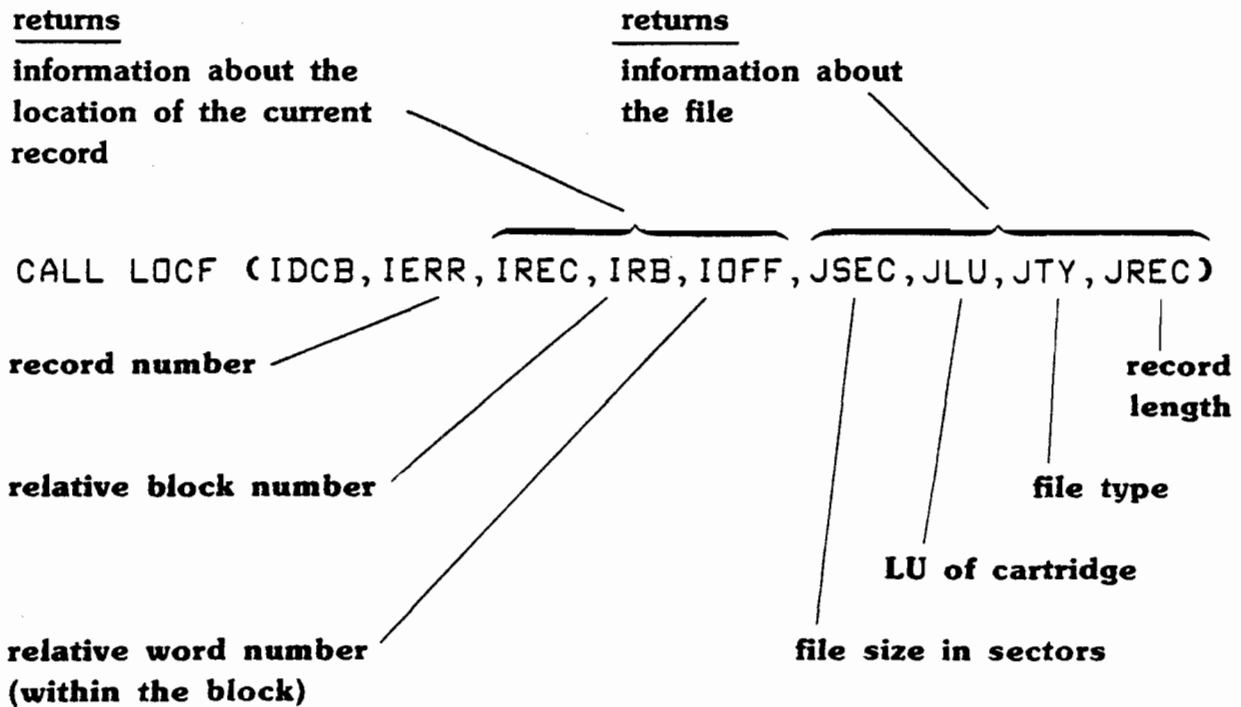 returns
information about the
location of the current
record
returns
information about
the file
CALL LOCF (IDCB,IERR,IREC,IRB,IOFF,JSEC,JLU,JTY,JREC)
record number
record
length
relative block number
file type
LU of cartridge
relative word number
(within the block)
file size in sectors